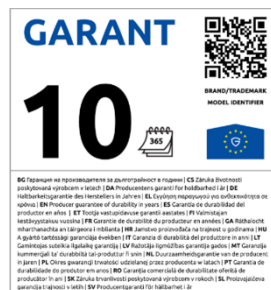 GARANT
BRAND/TRADEMARK
MODEL IDENTIFIER
10
365
BG Гаранция на производителя за дълготрайност в години | CS Záruka životnosti
poskytovaná výrobcem v letech | DA Producentens garanti for holdbarhed i år | DE
Haltbarkeitsgarantie des Herstellers in Jahren | EL Εγγύηση παραγωγού για ανθεκτικότητα σε
χρόνια | EN Producer guarantee of durability in years | ES Garantía de durabilidad del
productor en años | ET Tootja vastupidavuse garantii aastates | FI Valmistajan
kestävyystakuu vuosina | FR Garantie de durabilité du producteur en années | GA Ráthaíocht
mharthanachta an táirgeora i mblianta | HR Jamstvo proizvođača na trajnost u godinama | HU
A gyártó tartóssági garanciája években | IT Garanzia di durabilità del produttore in anni | LT
Gamintojo suteikta ilgalaikė garantija | LV Ražotāja ilgizturības garantija gados | MT Garanzija
kummerċjali ta' durabbiltà tal-produttur fi snin | NL Duurzaamheidsgarantie van de producent
in jaren | PL Okres gwarancji trwałości udzielanej przez producenta w latach | PT Garantia de
durabilidade do produtor em anos | RO Garanția comercială de durabilitate oferită de
producător în ani | SK Záruka trvanlivosti poskytovaná výrobcom v rokoch | SL Proizvajalčeva
garancija trajnosti v letih | SV Producentgaranti för hållbarhet i år